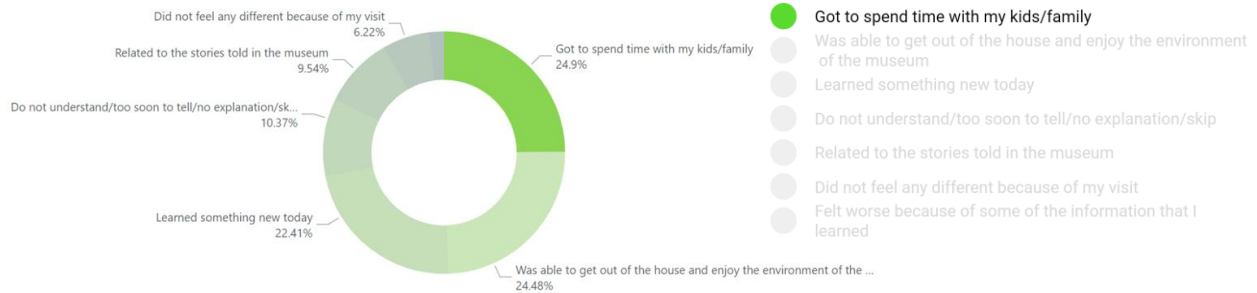 Did not feel any different because of my visit
6.22%
Related to the stories told in the museum
9.54%
Do not understand/too soon to tell/no explanation/sk...
10.37%
Learned something new today
22.41%
Got to spend time with my kids/family
24.9%
Was able to get out of the house and enjoy the environment of the ...
24.48%
Got to spend time with my kids/family
Was able to get out of the house and enjoy the environment
of the museum
Learned something new today
Do not understand/too soon to tell/no explanation/skip
Related to the stories told in the museum
Did not feel any different because of my visit
Felt worse because of some of the information that I
learned